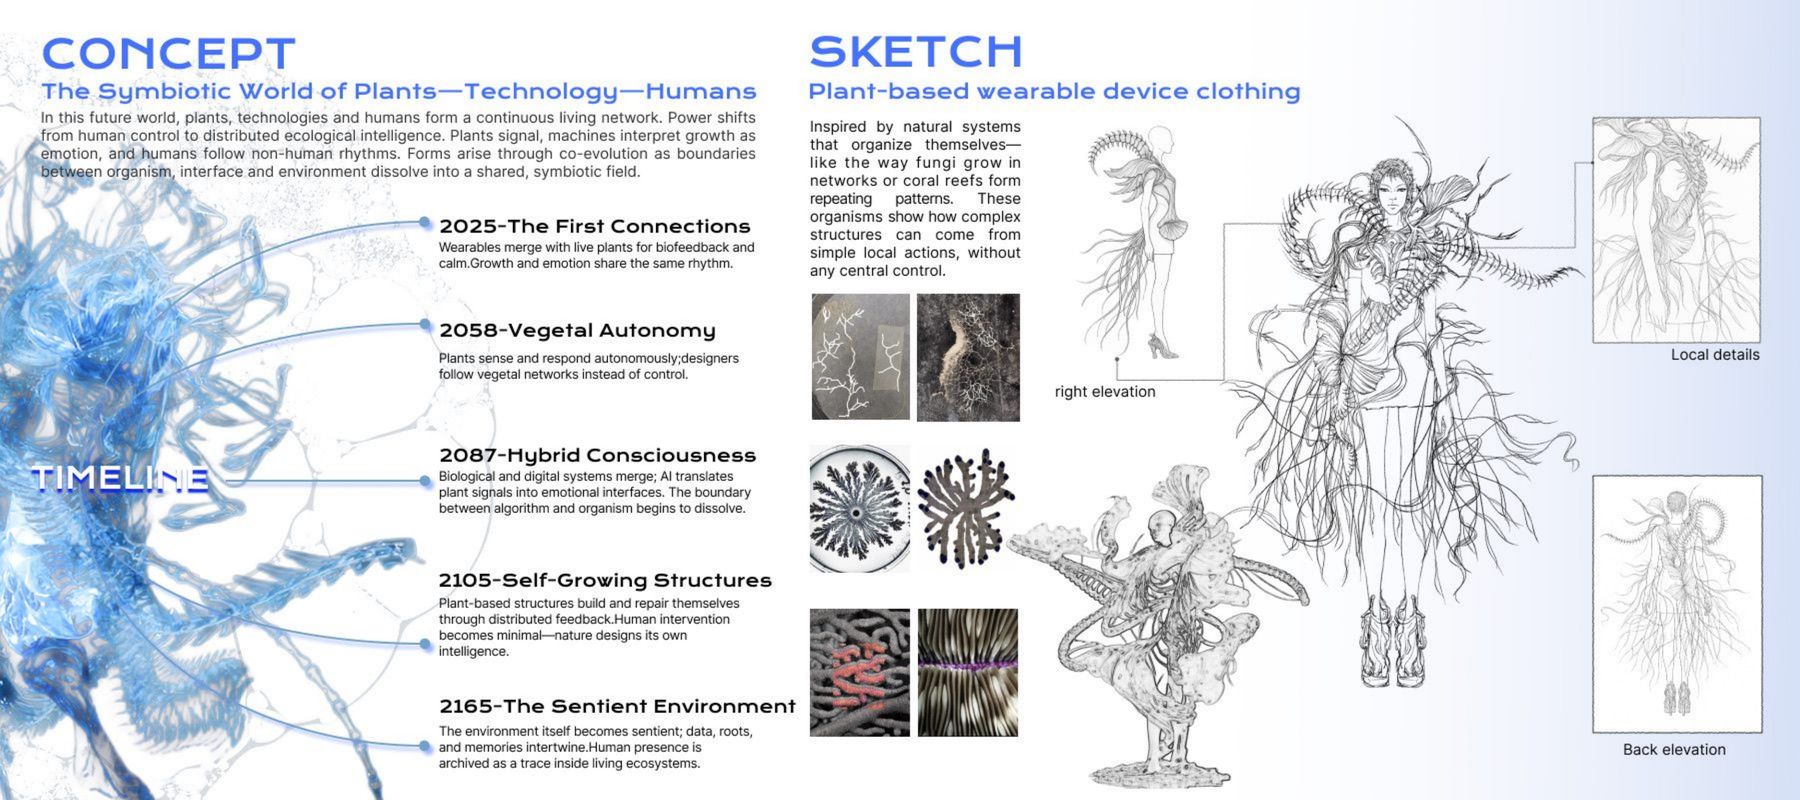 CONCEPT
The Symbiotic World of Plants—Technology—Humans
In this future world, plants, technologies and humans form a continuous living network. Power shifts
from human control to distributed ecological intelligence. Plants signal, machines interpret growth as
emotion, and humans follow non-human rhythms. Forms arise through co-evolution as boundaries
between organism, interface and environment dissolve into a shared, symbiotic field.
TIMELINE
2025-The First Connections
Wearables merge with live plants for biofeedback and
calm.Growth and emotion share the same rhythm.
2058-Vegetal Autonomy
Plants sense and respond autonomously;designers
follow vegetal networks instead of control.
2087-Hybrid Consciousness
Biological and digital systems merge; AI translates
plant signals into emotional interfaces. The boundary
between algorithm and organism begins to dissolve.
2105-Self-Growing Structures
Plant-based structures build and repair themselves
through distributed feedback.Human intervention
becomes minimal—nature designs its own
intelligence.
2165-The Sentient Environment
The environment itself becomes sentient; data, roots,
and memories intertwine.Human presence is
archived as a trace inside living ecosystems.
SKETCH
Plant-based wearable device clothing
Inspired by natural systems
that organize themselves—
like the way fungi grow in
networks or coral reefs form
repeating patterns. These
organisms show how complex
structures can come from
simple local actions, without
any central control.
right elevation
Local details
Back elevation